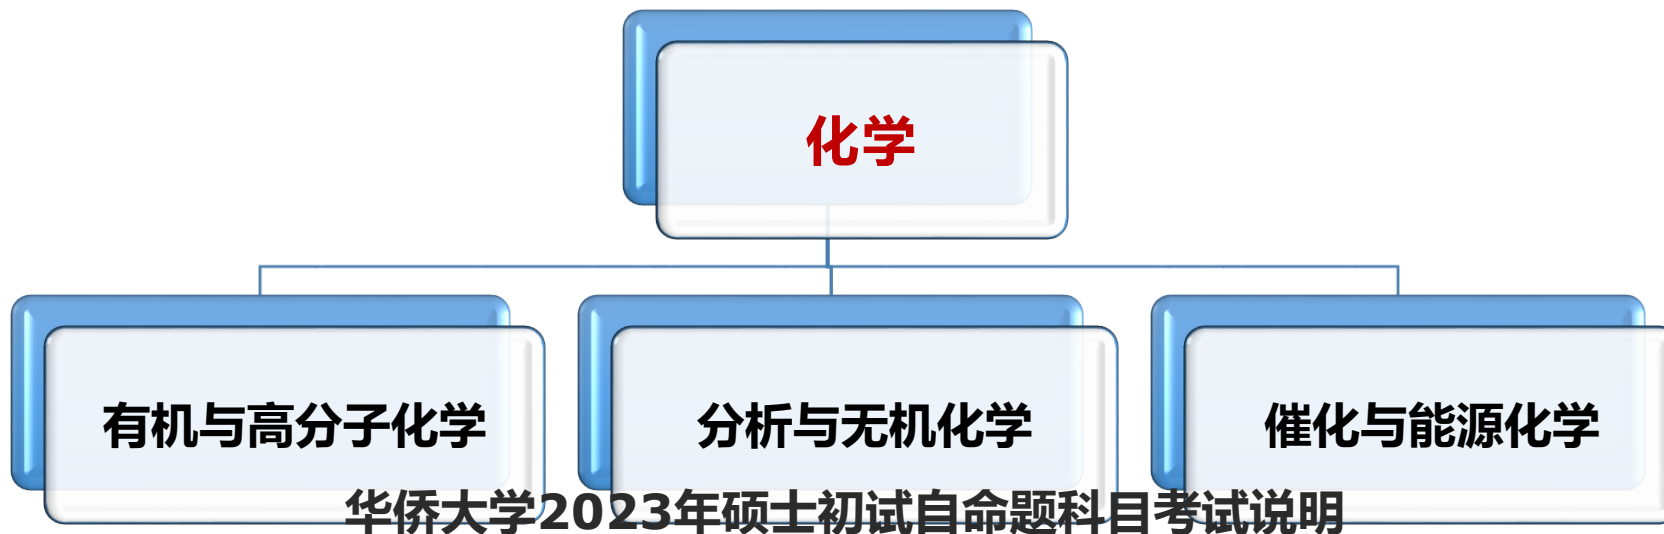 化学
有机与高分子化学
分析与无机化学
催化与能源化学
华侨大学2023年硕士初试自命题科目考试说明